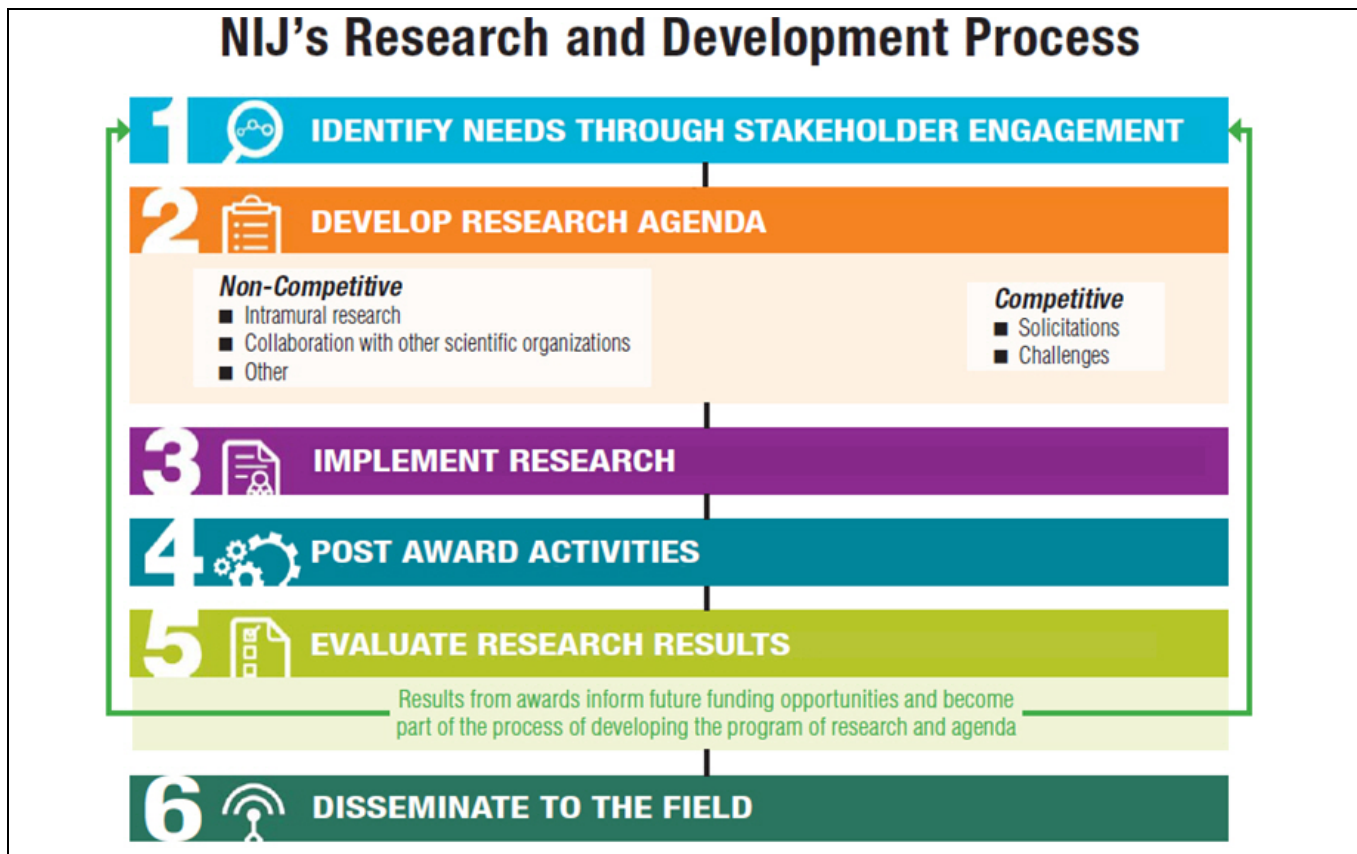 NIJ's Research and Development Process
1 IDENTIFY NEEDS THROUGH STAKEHOLDER ENGAGEMENT
2 DEVELOP RESEARCH AGENDA
Non-Competitive
■ Intramural research
■ Collaboration with other scientific organizations
■ Other
Competitive
■ Solicitations
■ Challenges
3 IMPLEMENT RESEARCH
4 POST AWARD ACTIVITIES
5 EVALUATE RESEARCH RESULTS
Results from awards inform future funding opportunities and become
part of the process of developing the program of research and agenda
6 DISSEMINATE TO THE FIELD